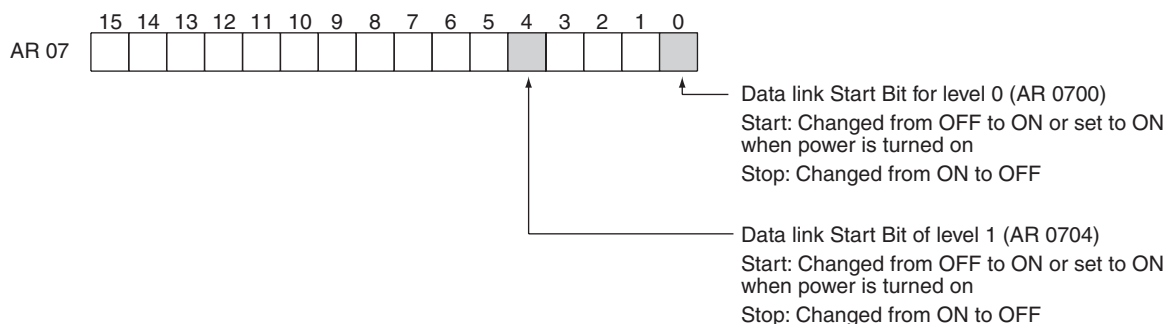 15 14 13 12 11 10 9 8 7 6 5 4 3 2 1 0
AR 07
Data link Start Bit for level 0 (AR 0700)
Start: Changed from OFF to ON or set to ON
when power is turned on
Stop: Changed from ON to OFF
Data link Start Bit of level 1 (AR 0704)
Start: Changed from OFF to ON or set to ON
when power is turned on
Stop: Changed from ON to OFF